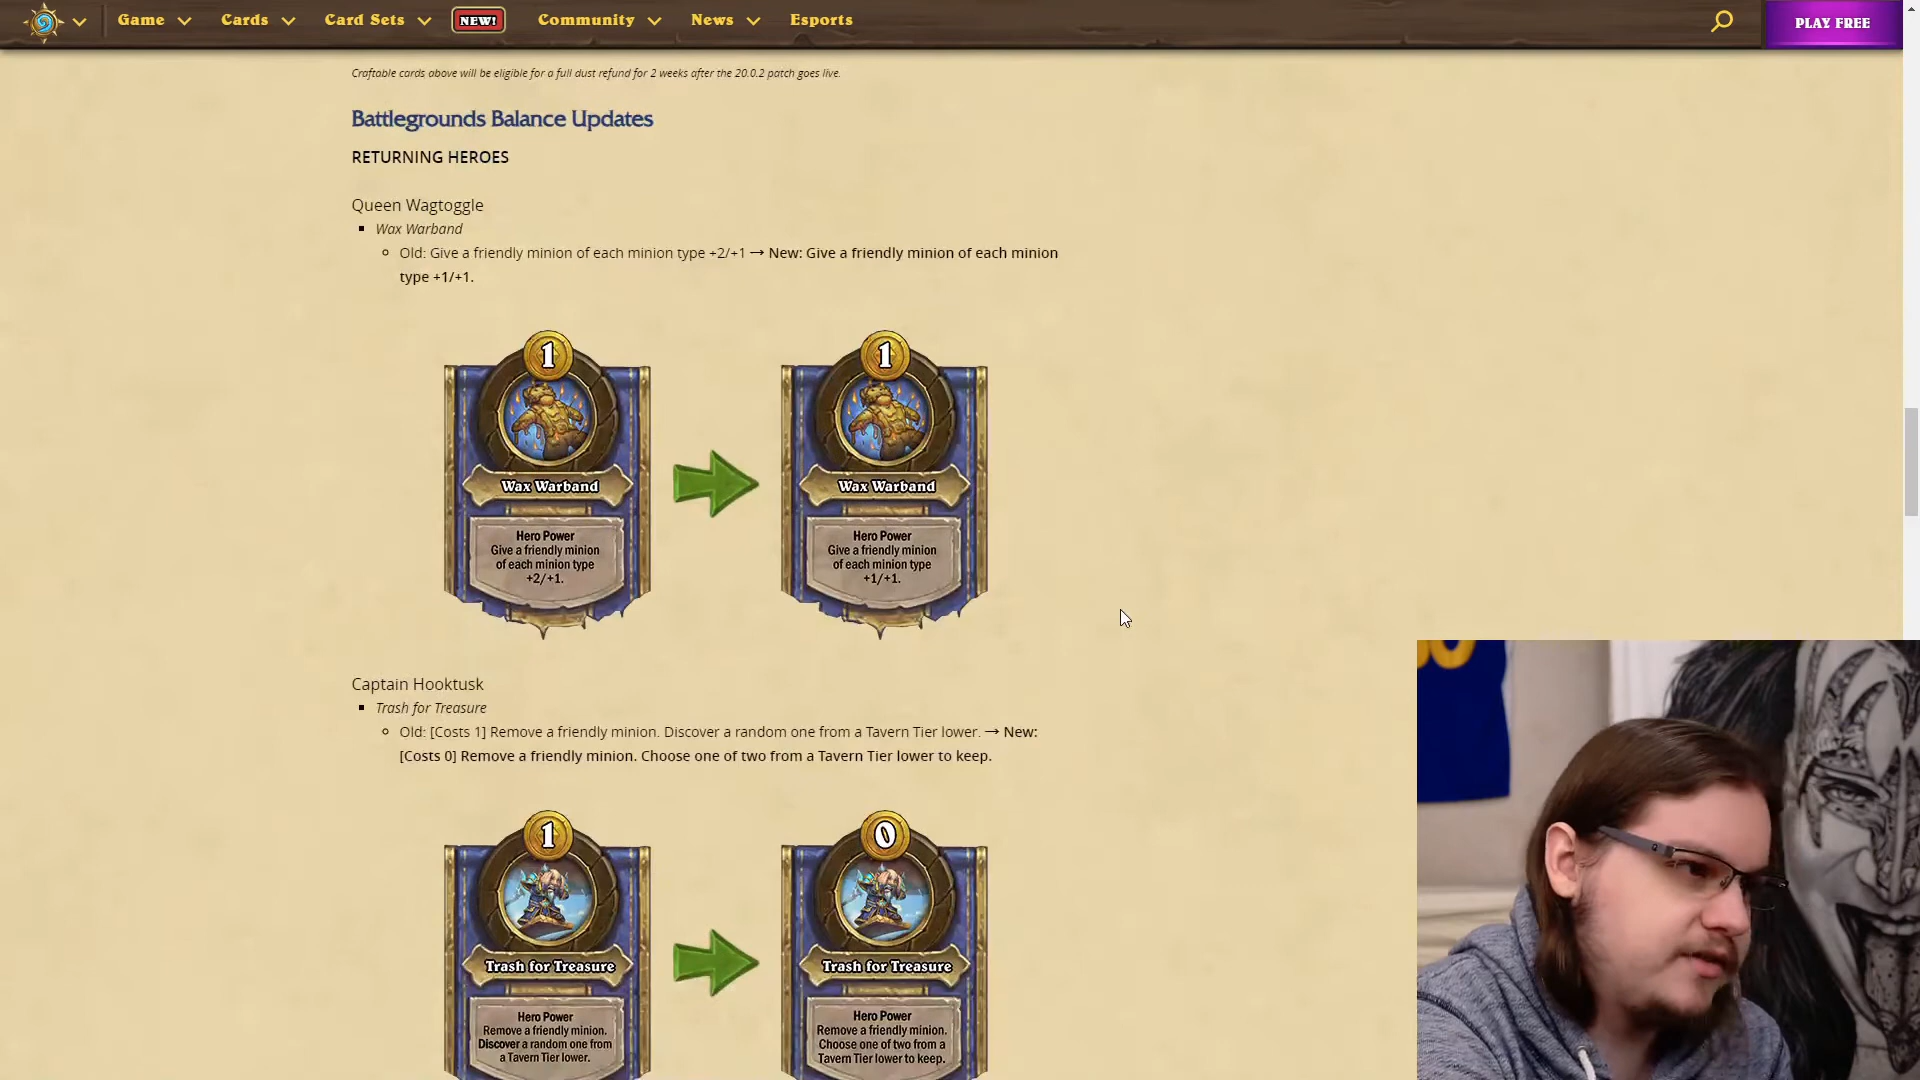 Game Cards Card Sets NEW! Community News Esports PLAY FREE
Craftable cards above will be eligible for a full dust refund for 2 weeks after the 20.0.2 patch goes live.
Battlegrounds Balance Updates
RETURNING HEROES
Queen Wagtoggle
Wax Warband
Old: Give a friendly minion of each minion type +2/+1 → New: Give a friendly minion of each minion
type +1/+1.
1 1
Wax Warband Wax Warband
Hero Power Hero Power
Give a friendly minion Give a friendly minion
of each minion type of each minion type
+2/+1. +1/+1.
Captain Hooktusk
Trash for Treasure
Old: [Costs 1] Remove a friendly minion. Discover a random one from a Tavern Tier lower. → New:
[Costs 0] Remove a friendly minion. Choose one of two from a Tavern Tier lower to keep.
1 0
Trash for Treasure Trash for Treasure
Hero Power Hero Power
Remove a friendly minion. Remove a friendly minion.
Discover a random one from Choose one of two from a
a Tavern Tier lower. Tavern Tier lower to keep.